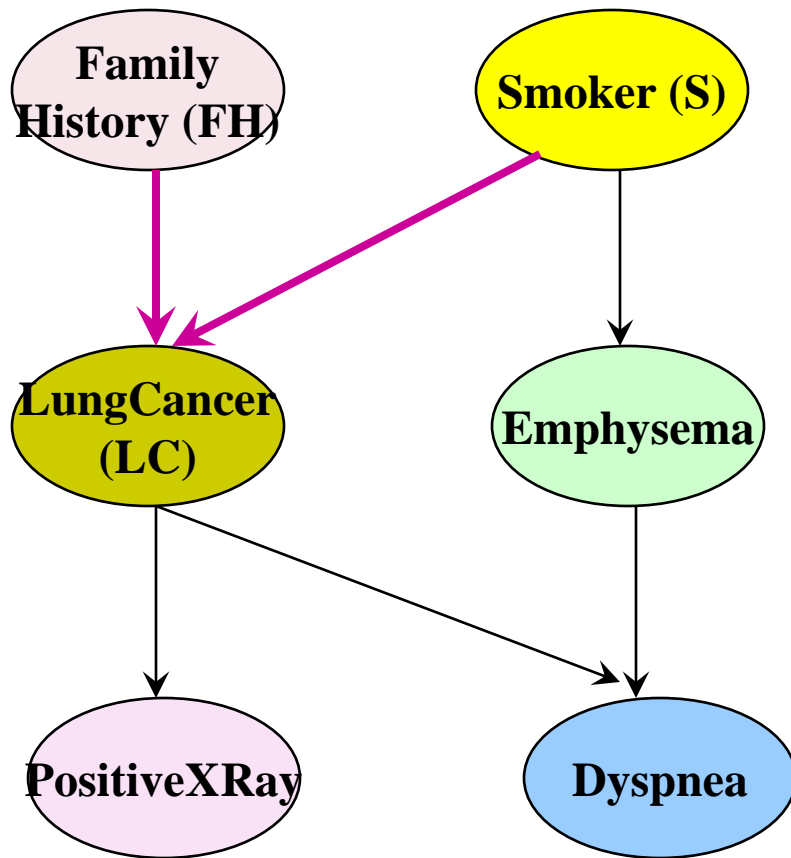 Family
History (FH)
Smoker (S)
LungCancer
(LC)
Emphysema
PositiveXRay
Dyspnea